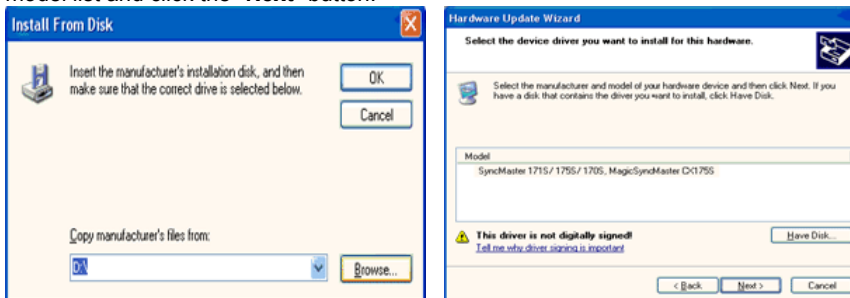 model list and click the "Next" button.
Install From Disk
Insert the manufacturer's installation disk, and then
make sure that the correct drive is selected below.
OK
Cancel
Copy manufacturer's files from:
D:\
Browse...
Hardware Update Wizard
Select the device driver you want to install for this hardware.
Select the manufacturer and model of your hardware device and then click Next. If you
have a disk that contains the driver you want to install, click Have Disk.
Model
SyncMaster 171S/ 175S/ 170S, MagicSyncMaster CX175S
This driver is not digitally signed!
Tell me why driver signing is important
Have Disk...
< Back
Next >
Cancel